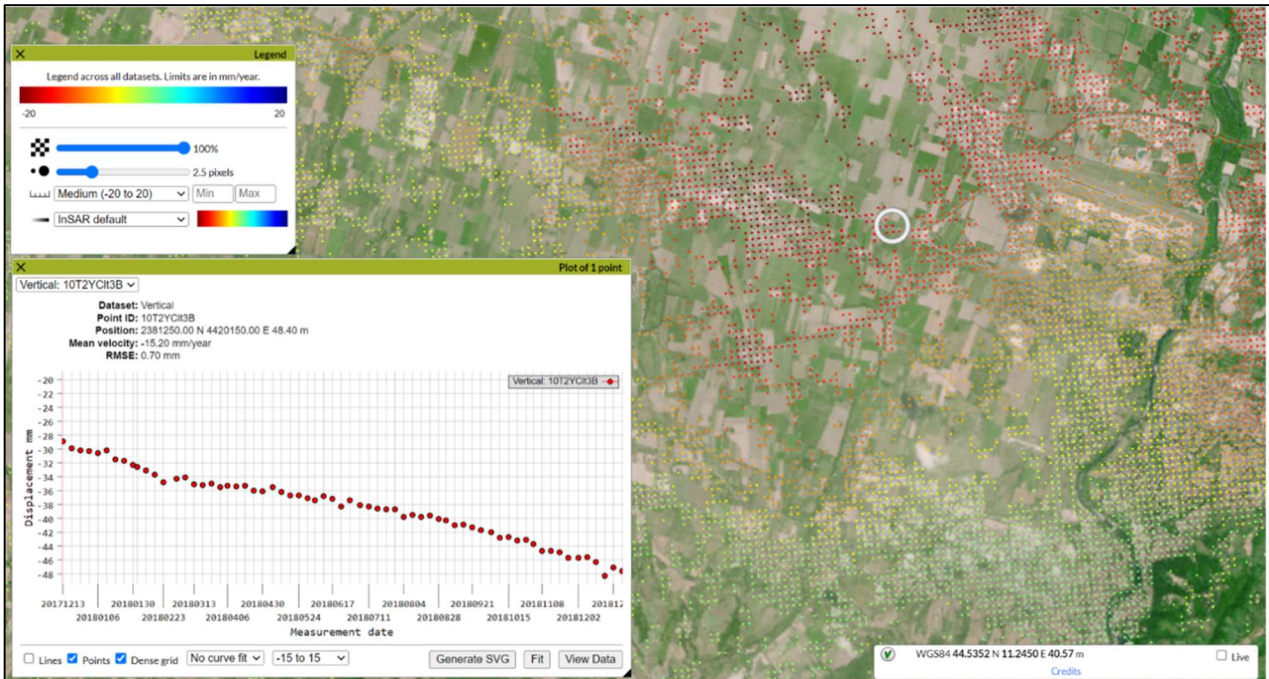 Legend
Legend across all datasets. Limits are in mm/year.
-20 20
100%
2.5 pixels
Medium (-20 to 20) Min Max
InSAR default
Plot of 1 point
Vertical: 10T2YClt3B
Dataset: Vertical
Point ID: 10T2YClt3B
Position: 2381250.00 N 4420150.00 E 48.40 m
Mean velocity: -15.20 mm/year
RMSE: 0.70 mm
Vertical: 10T2YClt3B
Displacement mm
-20
-22
-24
-26
-28
-30
-32
-34
-36
-38
-40
-42
-44
-46
-48
20171213 20180130 20180313 20180430 20180617 20180804 20180921 20181108 201812
20180106 20180223 20180406 20180524 20180711 20180828 20181015 20181202
Measurement date
Lines Points Dense grid No curve fit -15 to 15 Generate SVG Fit View Data
WGS84 44.5352 N 11.2450 E 40.57 m Live
Credits